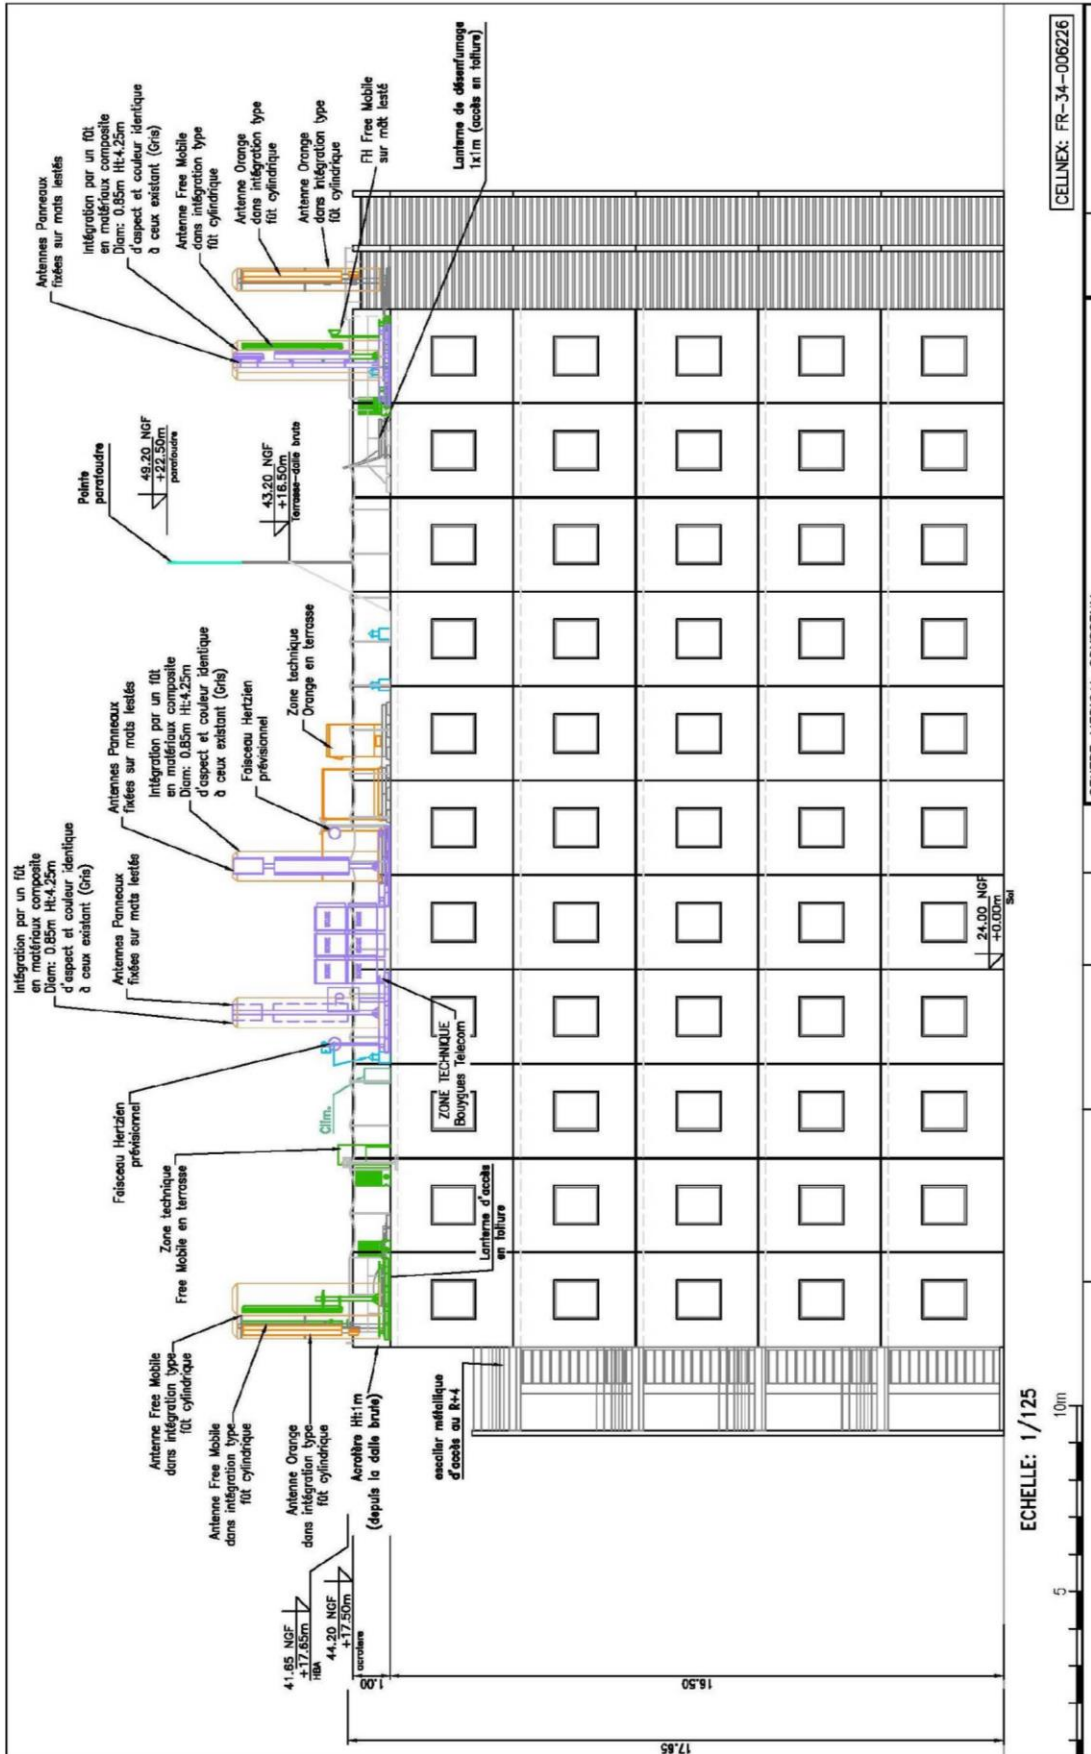 Intégration par un fût
en matériaux composite
Diam: 0.85m Ht:4.25m
d'aspect et couleur identique
à ceux existant (Gris)
Antennes Panneaux
fixées sur mats lestés
Faisceau Hertzien
prévisionnel
Zone technique
Free Mobile en terrasse
Antenne Free Mobile
dans intégration type
fût cylindrique
Antenne Free Mobile
dans intégration type
fût cylindrique
Antenne Orange
dans intégration type
fût cylindrique
Acrotère Ht:1m
(depuis la dalle brute)
41.65 NGF
+17.65m
HBA
44.20 NGF
+17.50m
acrotere
escalier métallique
d'accès au R+4
Lanterne d'accès
en toiture
Clim.
ZONE TECHNIQUE
Bouygues Telecom
Antennes Panneaux
fixées sur mats lestés
Intégration par un fût
en matériaux composite
Diam: 0.85m Ht:4.25m
d'aspect et couleur identique
à ceux existant (Gris)
Faisceau Hertzien
prévisionnel
Zone technique
Orange en terrasse
Pointe
parafoudre
49.20 NGF
+22.50m
parafoudre
43.20 NGF
+16.50m
Terrasse-dalle brute
Antennes Panneaux
fixées sur mats lestés
Intégration par un fût
en matériaux composite
Diam: 0.85m Ht:4.25m
d'aspect et couleur identique
à ceux existant (Gris)
Antenne Free Mobile
dans intégration type
fût cylindrique
Antenne Orange
dans intégration type
fût cylindrique
Antenne Orange
dans intégration type
fût cylindrique
FH Free Mobile
sur mât lesté
Lanterne de désenfumage
1x1m (accès en toiture)
24.00 NGF
+0.00m
Sol
1.00
16.50
17.65
ECHELLE: 1/125
5
10m
CELLNEX: FR-34-006226